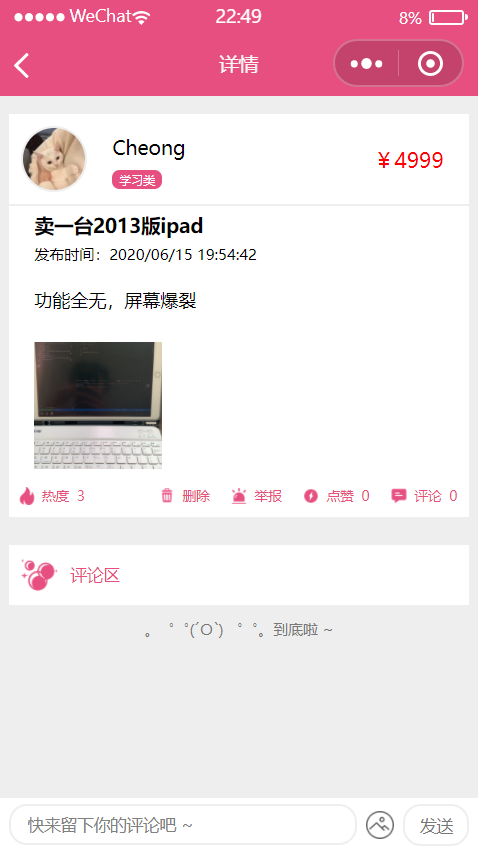 WeChat 22:49 8%
详情
Cheong
学习类
￥4999
卖一台2013版ipad
发布时间：2020/06/15 19:54:42
功能全无，屏幕爆裂
热度 3 删除 举报 点赞 0 评论 0
评论区
。 ゜゜(´O`) ゜゜。到底啦 ~
快来留下你的评论吧 ~ 发送